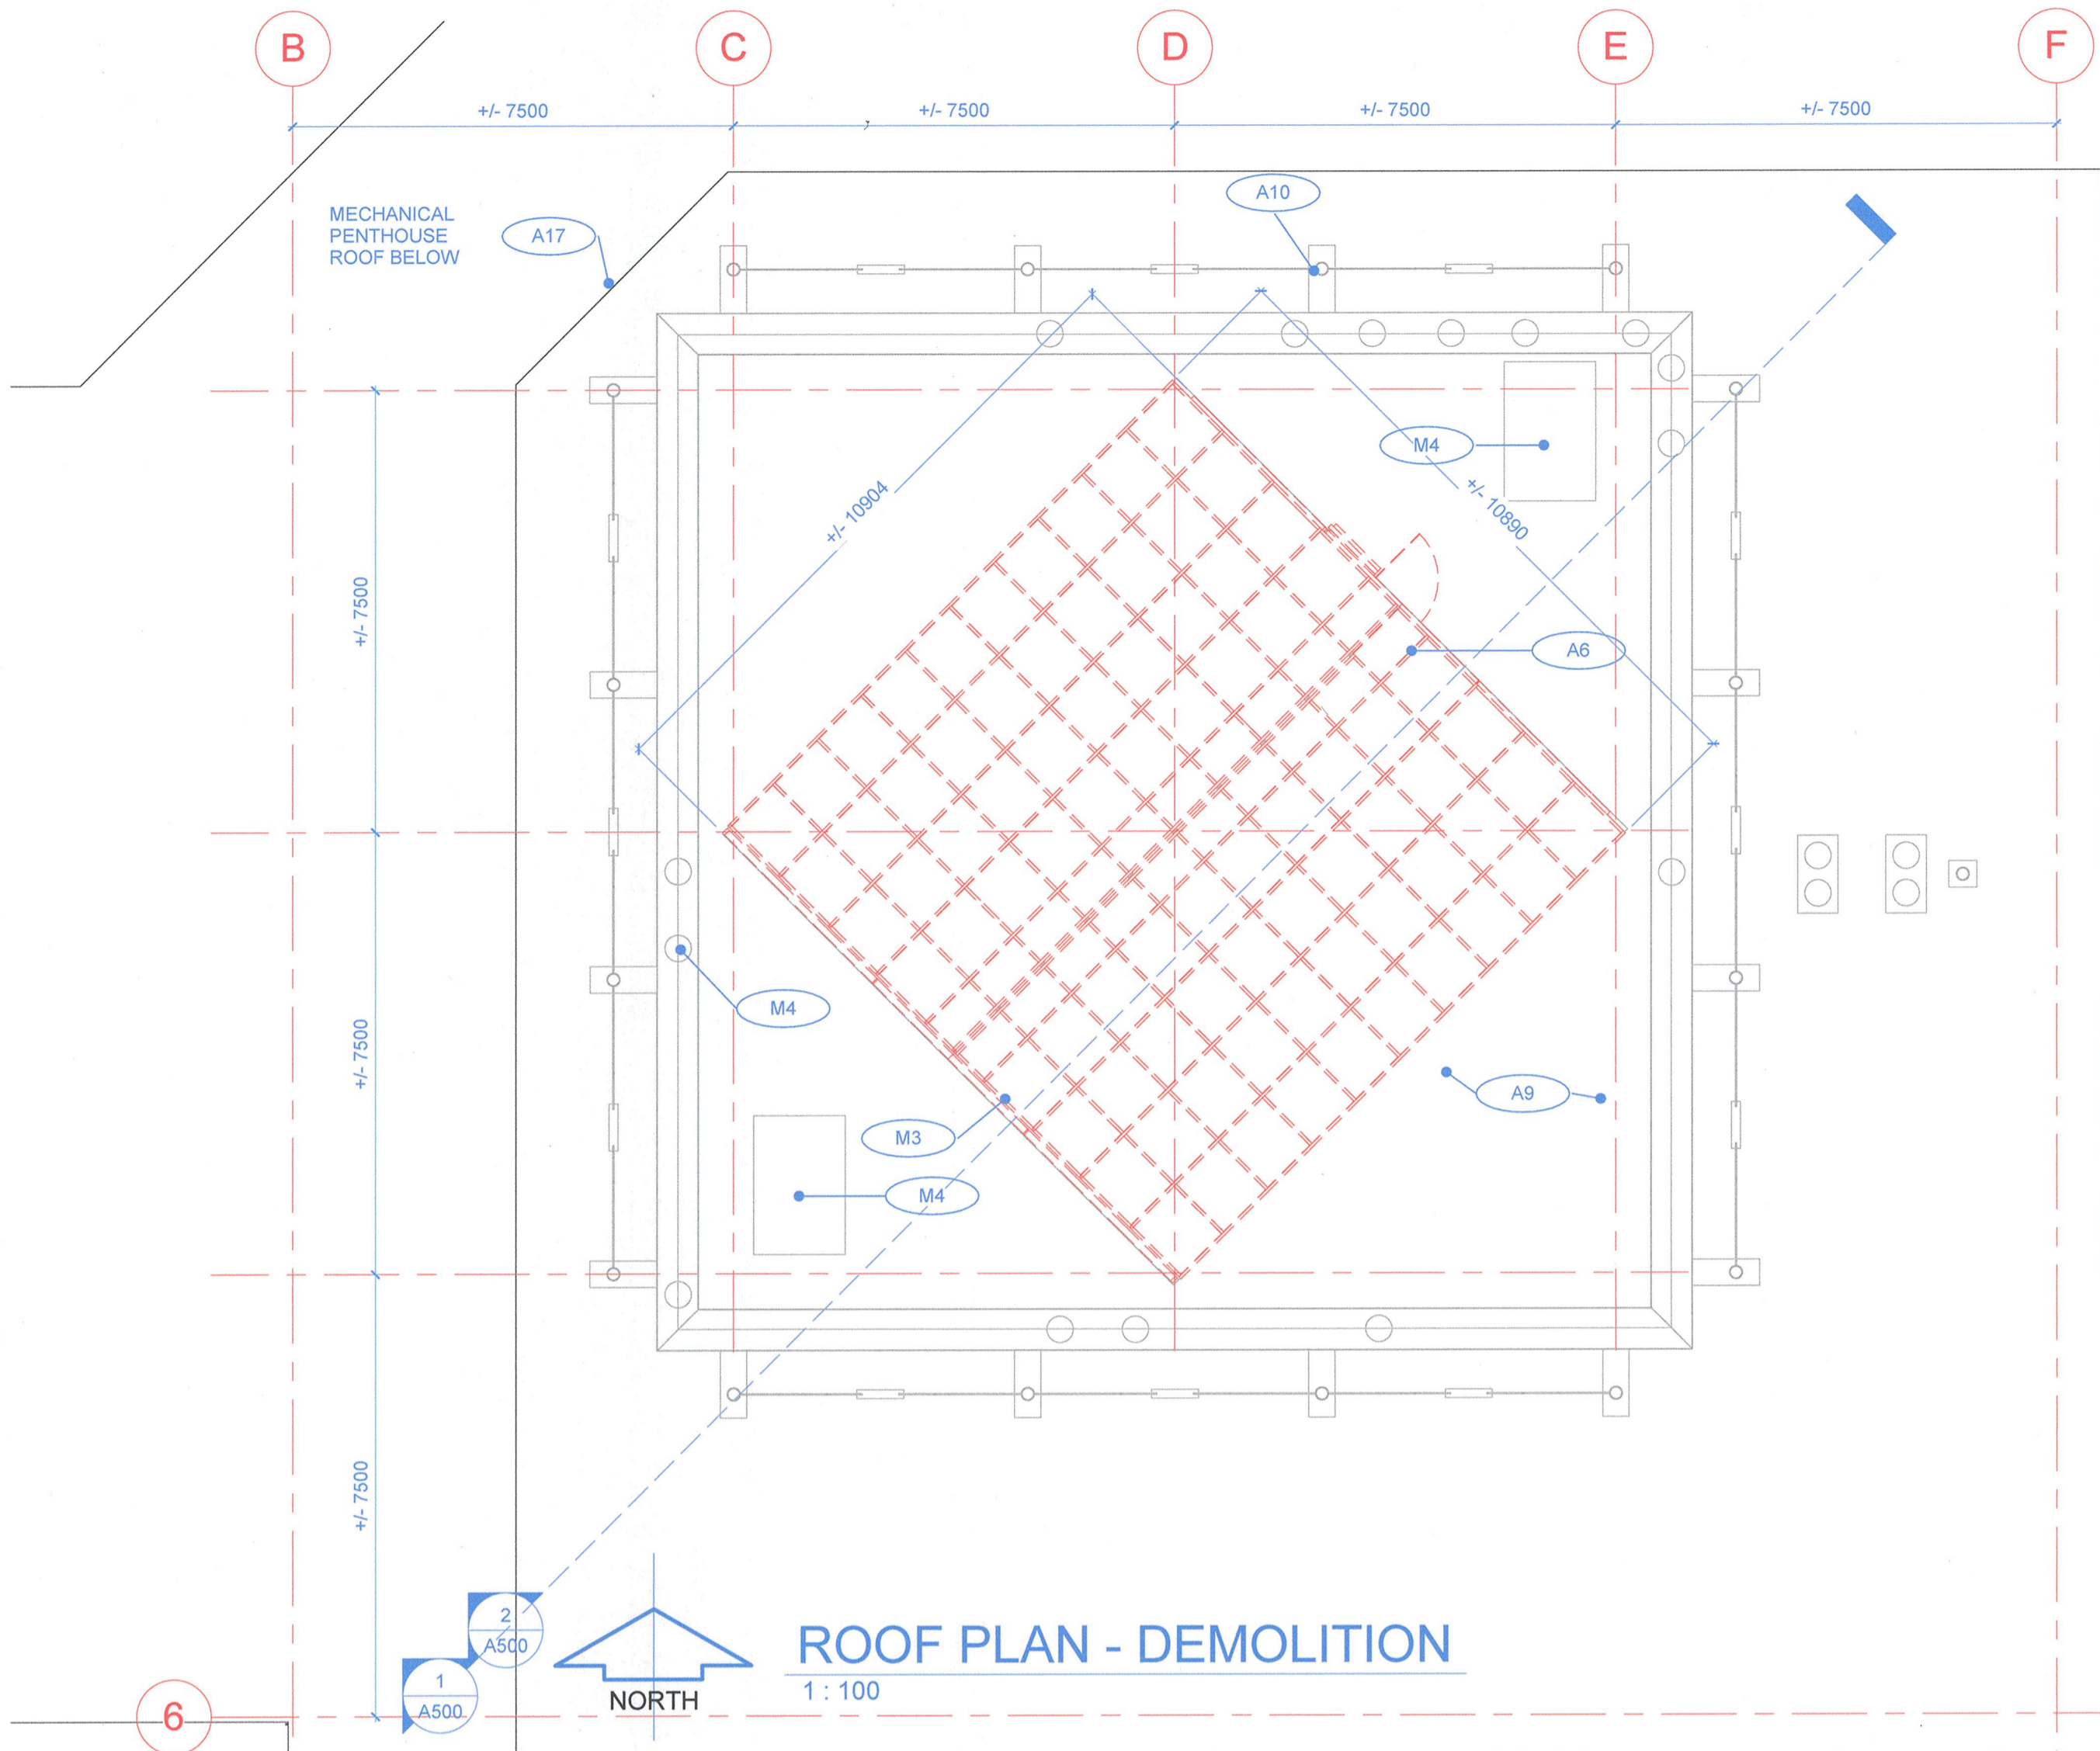 B
C
D
E
F
+/- 7500
+/- 7500
+/- 7500
+/- 7500
MECHANICAL
PENTHOUSE
ROOF BELOW
A17
A10
M4
+/- 10904
+/- 10890
+/- 7500
A6
M4
+/- 7500
A9
M3
M4
+/- 7500
2
A500
1
A500
NORTH
ROOF PLAN - DEMOLITION
1 : 100
6